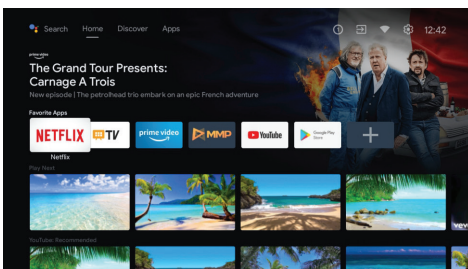 Search Home Discover Apps 12:42
prime video
The Grand Tour Presents:
Carnage A Trois
New episode | The petrolhead trio embark on an epic French adventure
Favorite Apps
NETFLIX TV prime video MMP YouTube Google Play Store
Netflix
Play Next
YouTube: Recommended
vevo